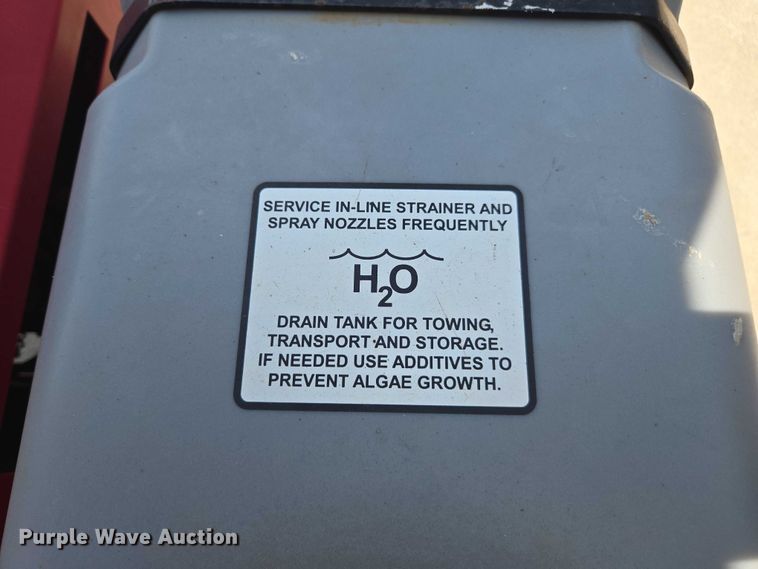 SERVICE IN-LINE STRAINER AND
SPRAY NOZZLES FREQUENTLY
H₂O
DRAIN TANK FOR TOWING,
TRANSPORT AND STORAGE.
IF NEEDED USE ADDITIVES TO
PREVENT ALGAE GROWTH.
Purple Wave Auction